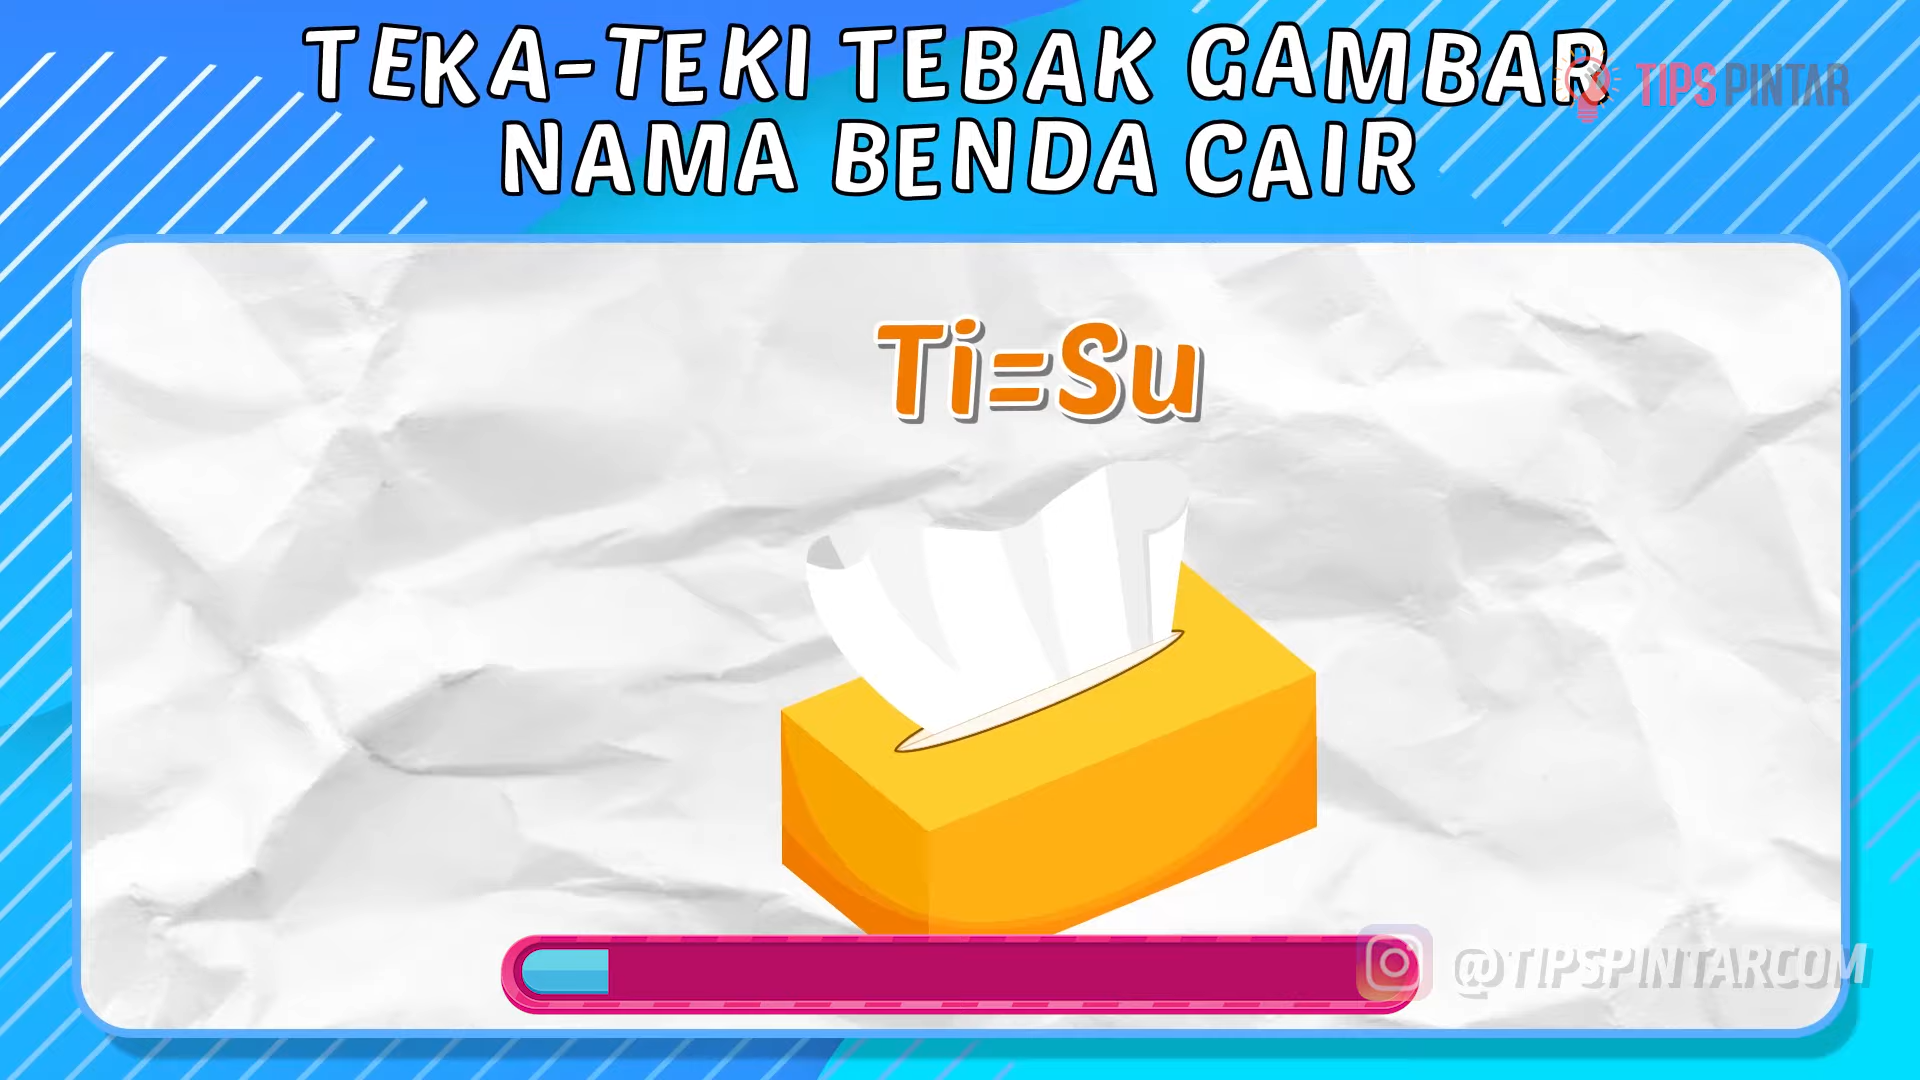 TEKA-TEKI TEBAK GAMBAR
TIPS PINTAR
NAMA BENDA CAIR
Ti=Su
@TIPSPINTARCOM